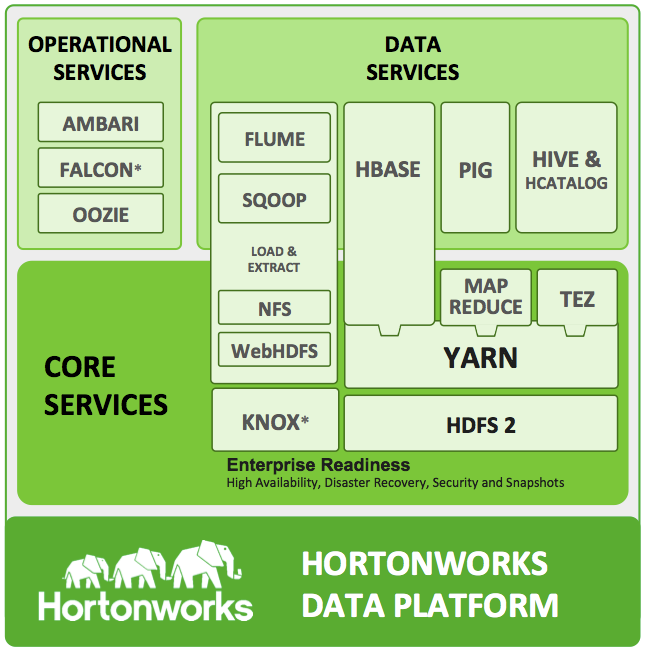 OPERATIONAL
SERVICES
AMBARI
FALCON*
OOZIE
DATA
SERVICES
FLUME
SQOOP
LOAD &
EXTRACT
NFS
WebHDFS
HBASE
PIG
HIVE &
HCATALOG
MAP
REDUCE
TEZ
YARN
CORE
SERVICES
KNOX*
HDFS 2
Enterprise Readiness
High Availability, Disaster Recovery, Security and Snapshots
Hortonworks
HORTONWORKS
DATA PLATFORM